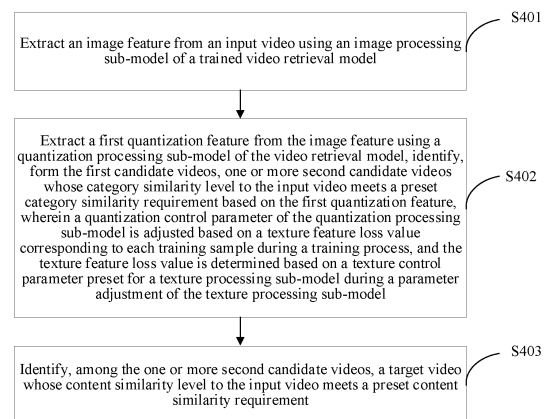 S401
Extract an image feature from an input video using an image processing
sub-model of a trained video retrieval model
Extract a first quantization feature from the image feature using a
quantization processing sub-model of the video retrieval model, identify,
form the first candidate videos, one or more second candidate videos
whose category similarity level to the input video meets a preset
category similarity requirement based on the first quantization feature,
wherein a quantization control parameter of the quantization processing
sub-model is adjusted based on a texture feature loss value
corresponding to each training sample during a training process, and the
texture feature loss value is determined based on a texture control
parameter preset for a texture processing sub-model during a parameter
adjustment of the texture processing sub-model
S402
S403
Identify, among the one or more second candidate videos, a target video
whose content similarity level to the input video meets a preset content
similarity requirement